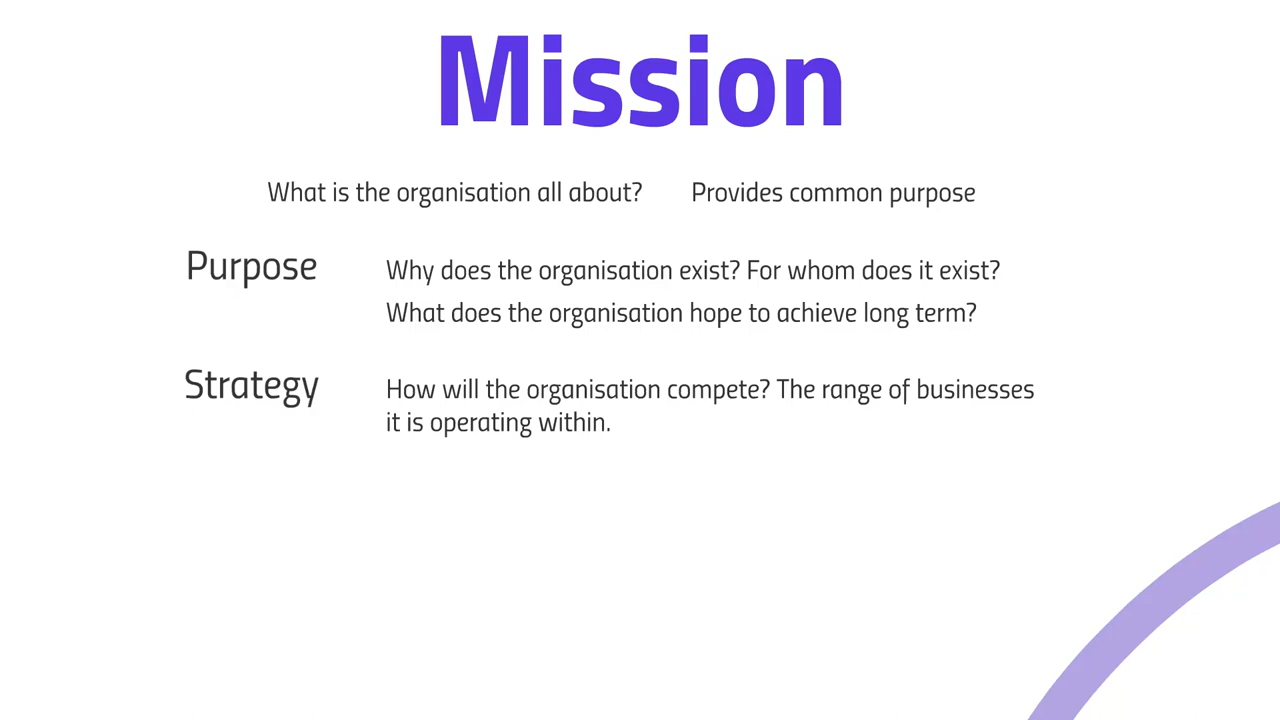 Mission
What is the organisation all about? Provides common purpose
Purpose Why does the organisation exist? For whom does it exist?
What does the organisation hope to achieve long term?
Strategy How will the organisation compete? The range of businesses
it is operating within.